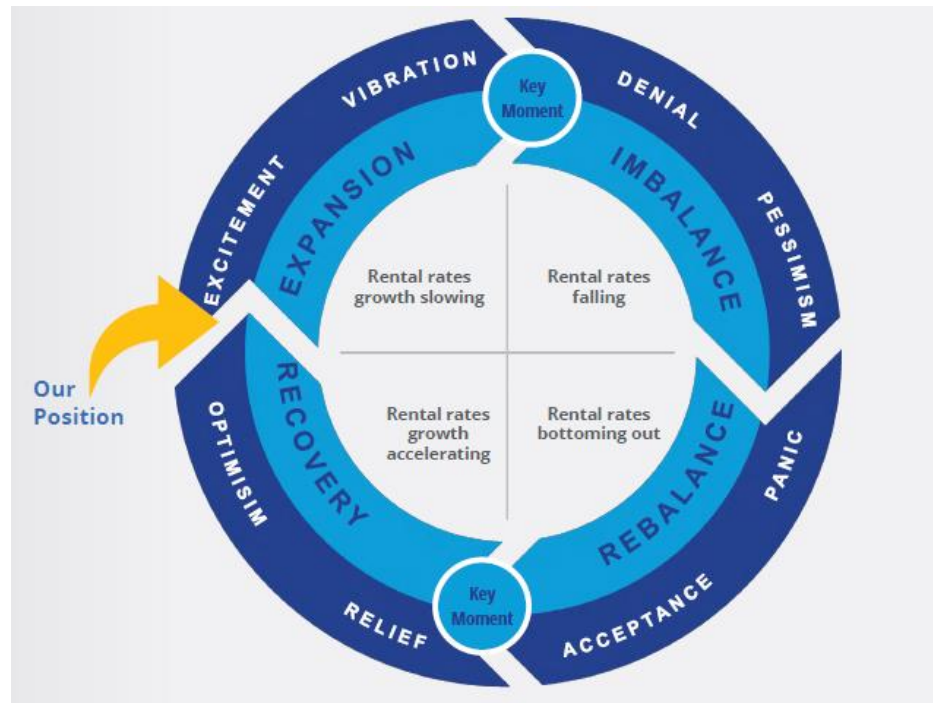 VIBRATION
Key
Moment
DENIAL
EXCITEMENT
EXPANSION
IMBALANCE
PESSIMISM
Rental rates
growth slowing
Rental rates
falling
Our
Position
OPTIMISIM
RECOVERY
Rental rates
growth
accelerating
Rental rates
bottoming out
REBALANCE
PANIC
RELIEF
Key
Moment
ACCEPTANCE